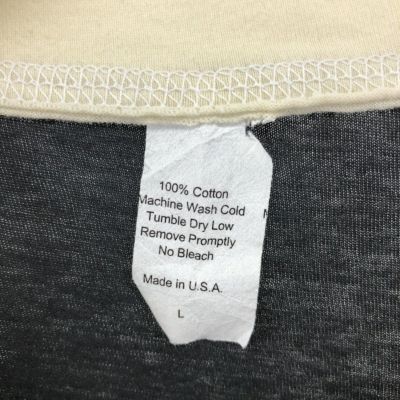 100% Cotton
Machine Wash Cold
Tumble Dry Low
Remove Promptly
No Bleach
Made in U.S.A.
L